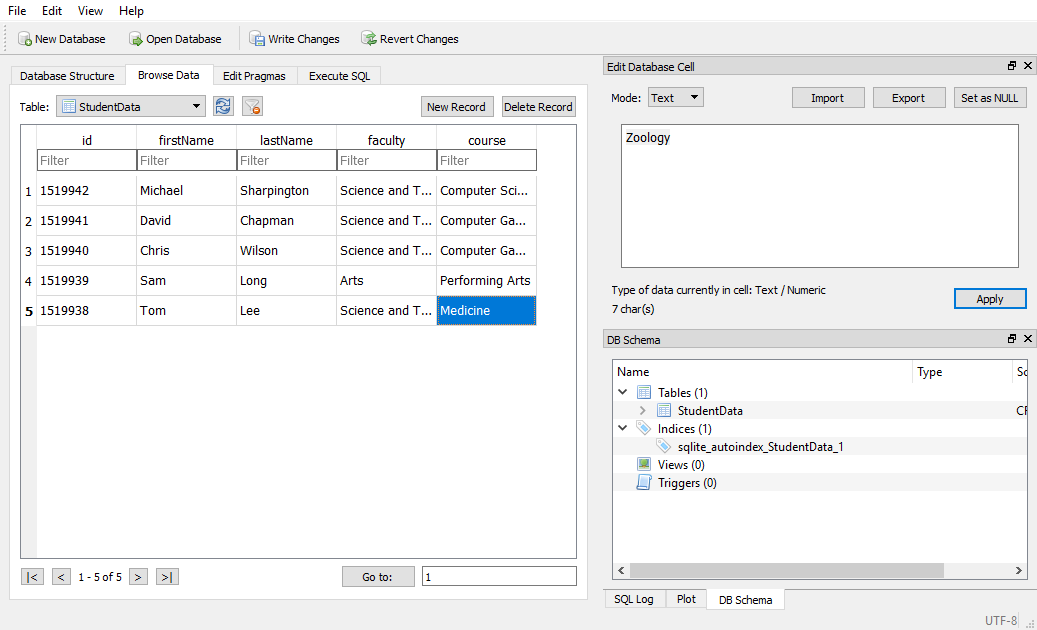 File Edit View Help
New Database Open Database Write Changes Revert Changes
Database Structure Browse Data Edit Pragmas Execute SQL
Table: StudentData New Record Delete Record
id firstName lastName faculty course
Filter Filter Filter Filter Filter
1 1519942 Michael Sharpington Science and T... Computer Sci...
2 1519941 David Chapman Science and T... Computer Ga...
3 1519940 Chris Wilson Science and T... Computer Ga...
4 1519939 Sam Long Arts Performing Arts
5 1519938 Tom Lee Science and T... Medicine
|< < 1 - 5 of 5 > >| Go to: 1
Edit Database Cell
Mode: Text Import Export Set as NULL
Zoology
Type of data currently in cell: Text / Numeric
7 char(s)
Apply
DB Schema
Name Type Sc
Tables (1)
StudentData CR
Indices (1)
sqlite_autoindex_StudentData_1
Views (0)
Triggers (0)
SQL Log Plot DB Schema
UTF-8